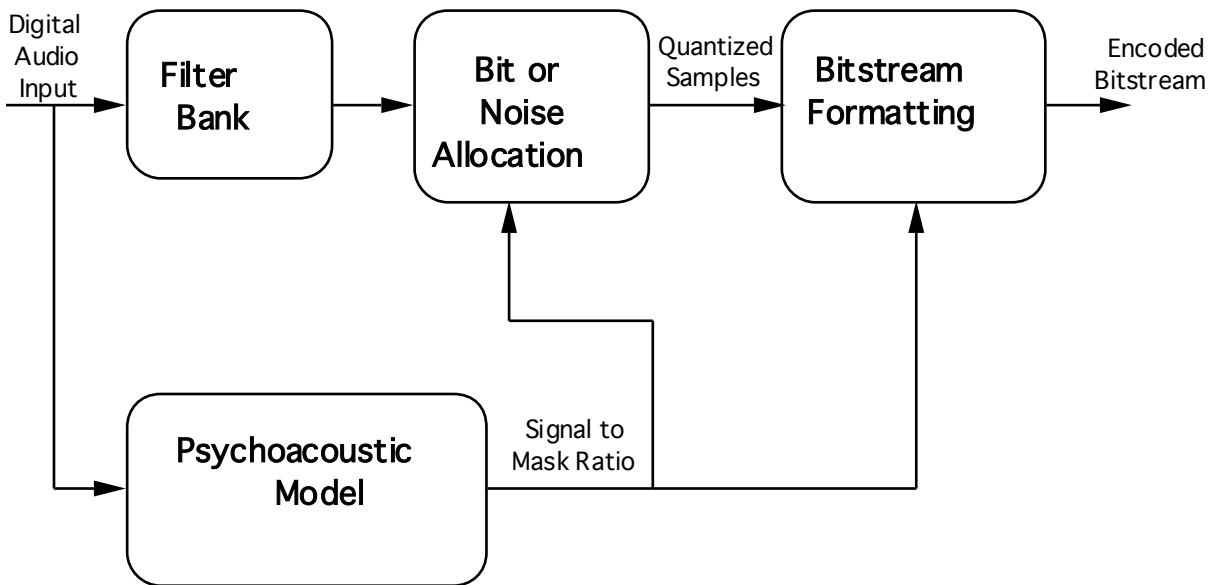 Digital
Audio
Input
Filter
Bank
Bit or
Noise
Allocation
Quantized
Samples
Bitstream
Formatting
Encoded
Bitstream
Psychoacoustic
Model
Signal to
Mask Ratio